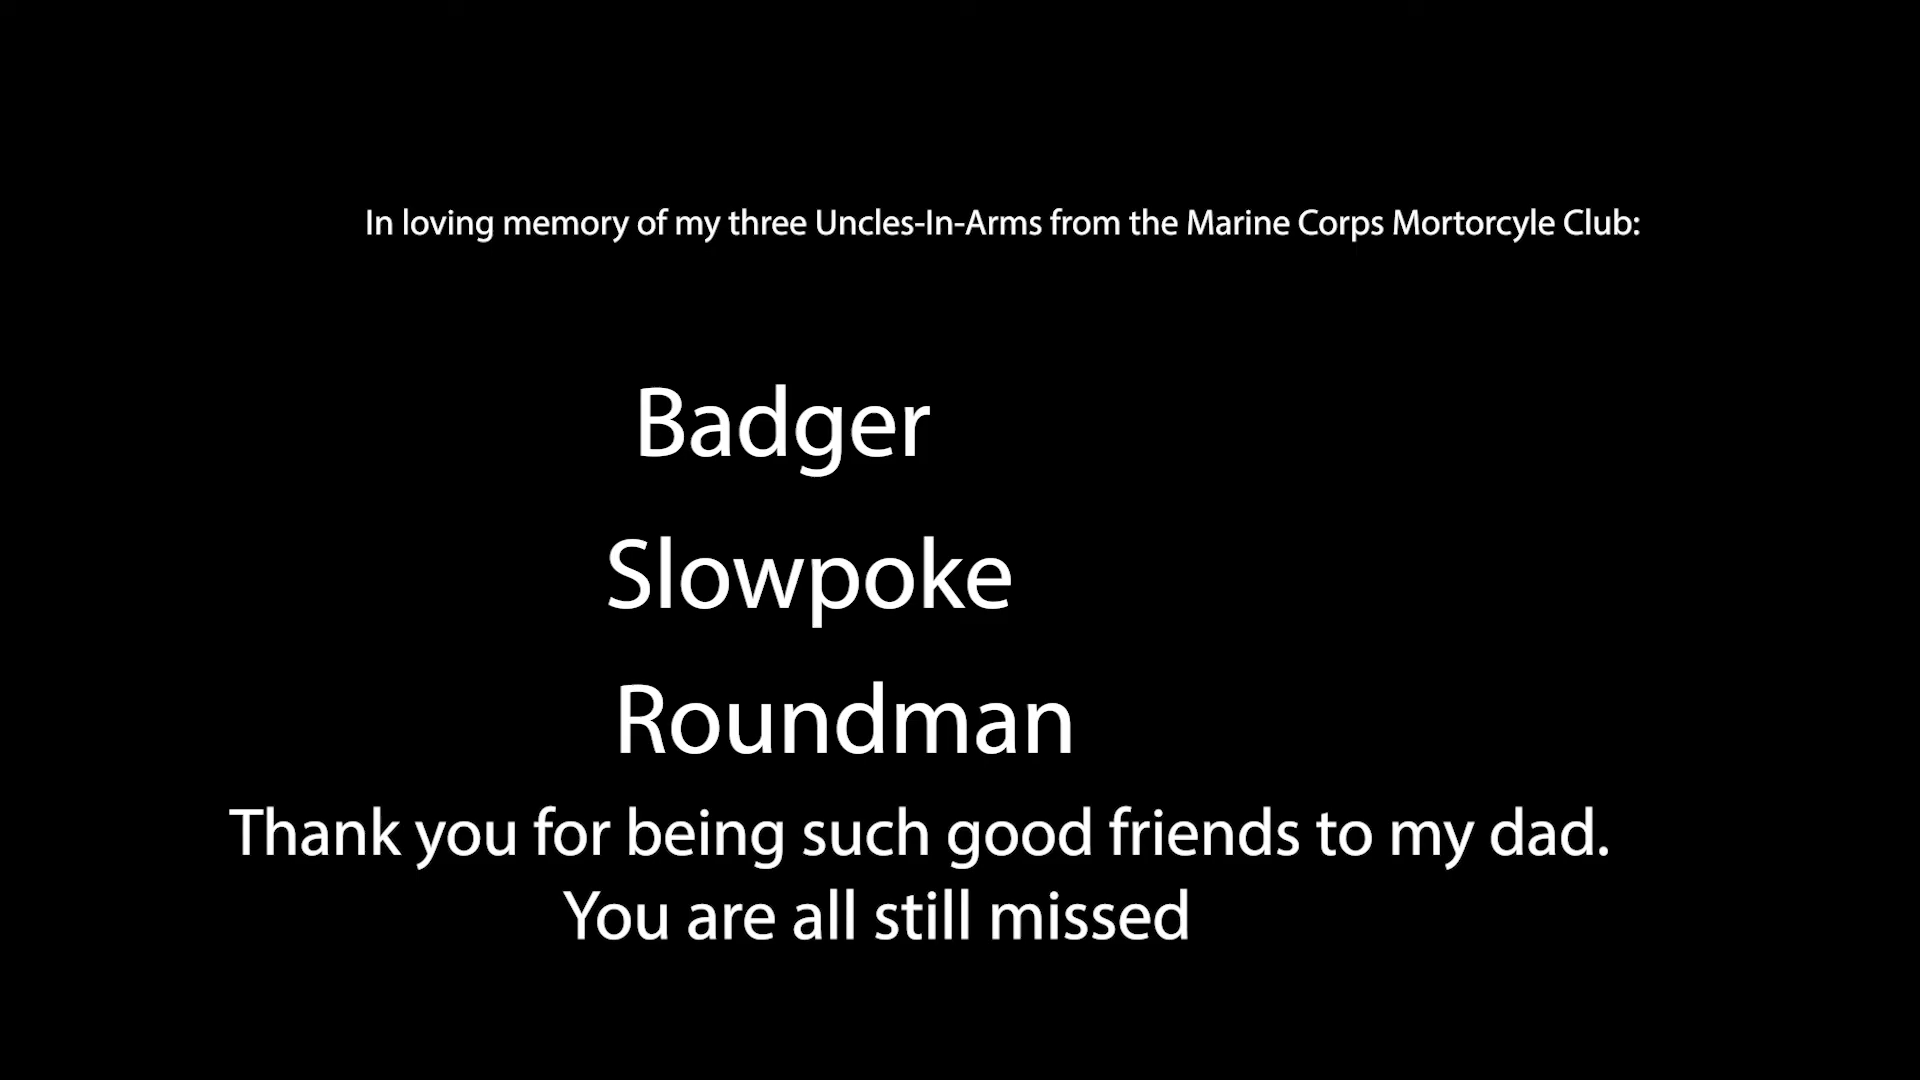 In loving memory of my three Uncles-In-Arms from the Marine Corps Mortorcyle Club:
Badger
Slowpoke
Roundman
Thank you for being such good friends to my dad.
You are all still missed